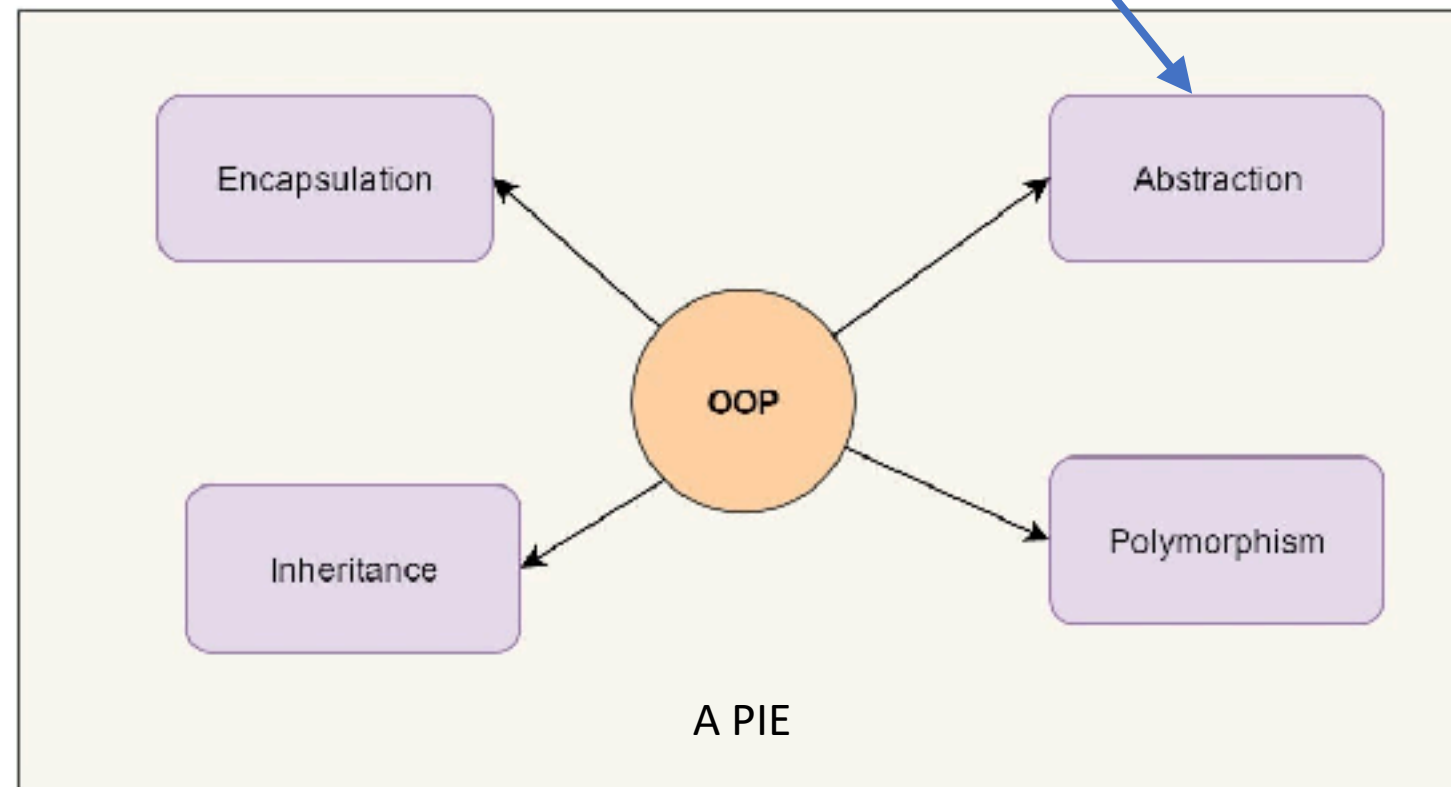 Encapsulation
Abstraction
OOP
Inheritance
Polymorphism
A PIE